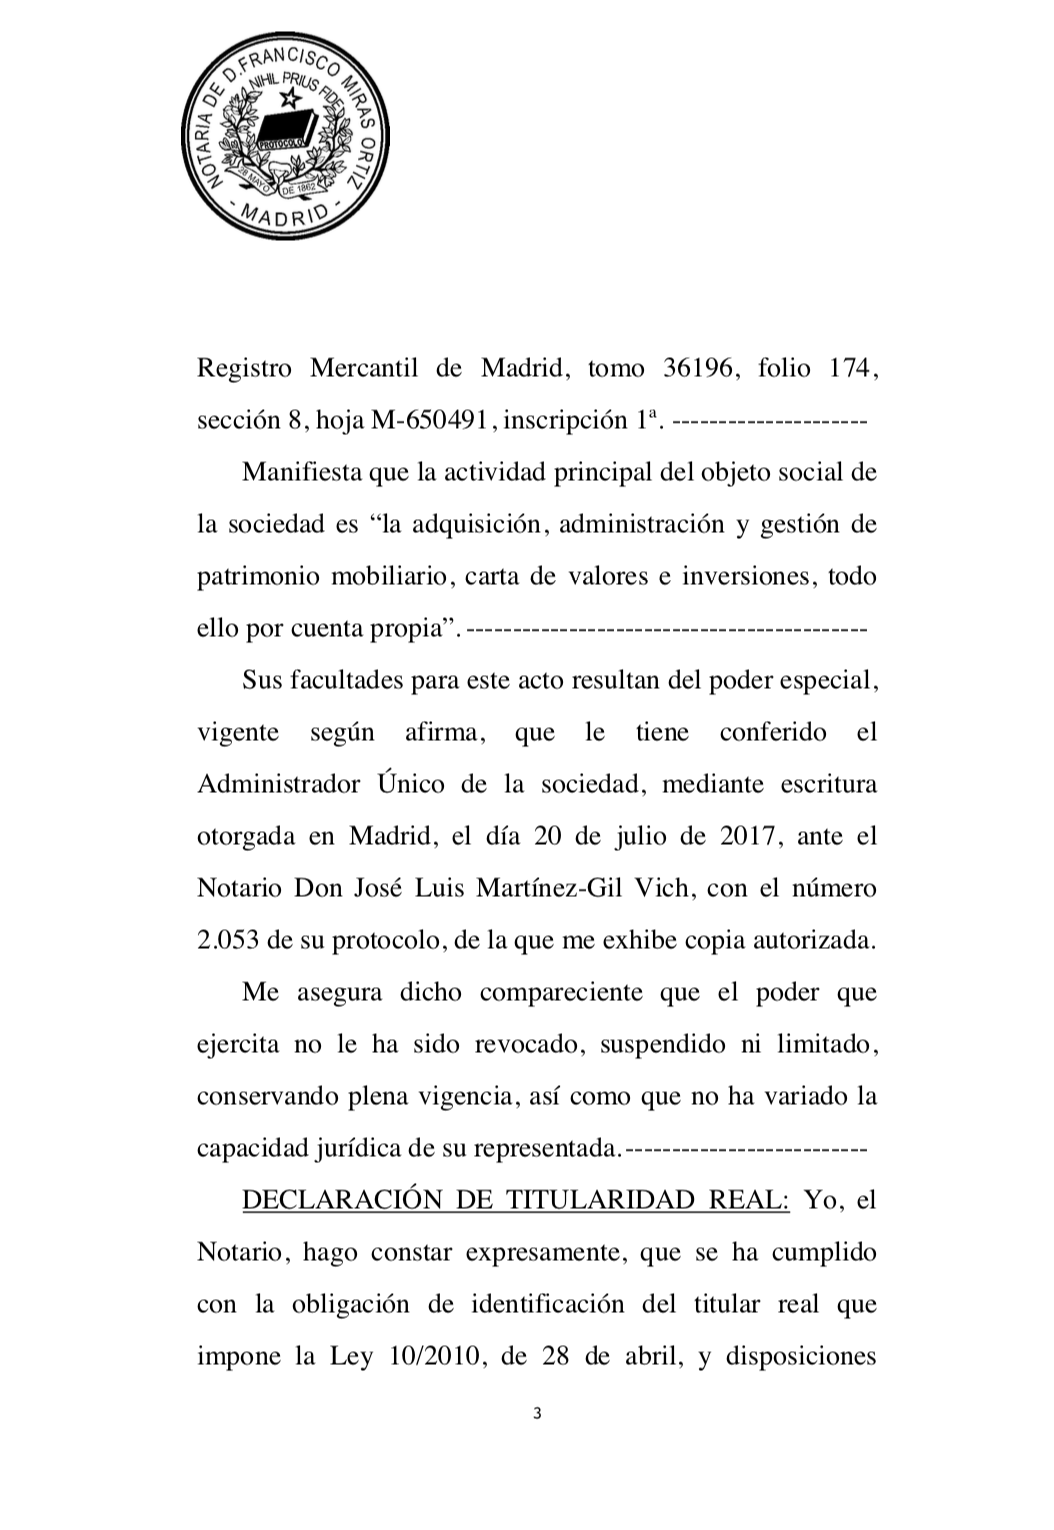 NOTARIA DE D.FRANCISCO MIRAS ORTIZ
NIHIL PRIUS FIDE
PROTOCOLO
28 MAYO DE 1862
- MADRID -
Registro Mercantil de Madrid, tomo 36196, folio 174,
sección 8, hoja M-650491, inscripción 1ª. ---------------------
Manifiesta que la actividad principal del objeto social de
la sociedad es “la adquisición, administración y gestión de
patrimonio mobiliario, carta de valores e inversiones, todo
ello por cuenta propia”. -------------------------------------------
Sus facultades para este acto resultan del poder especial,
vigente según afirma, que le tiene conferido el
Administrador Único de la sociedad, mediante escritura
otorgada en Madrid, el día 20 de julio de 2017, ante el
Notario Don José Luis Martínez-Gil Vich, con el número
2.053 de su protocolo, de la que me exhibe copia autorizada.
Me asegura dicho compareciente que el poder que
ejercita no le ha sido revocado, suspendido ni limitado,
conservando plena vigencia, así como que no ha variado la
capacidad jurídica de su representada.--------------------------
DECLARACIÓN DE TITULARIDAD REAL: Yo, el
Notario, hago constar expresamente, que se ha cumplido
con la obligación de identificación del titular real que
impone la Ley 10/2010, de 28 de abril, y disposiciones
3